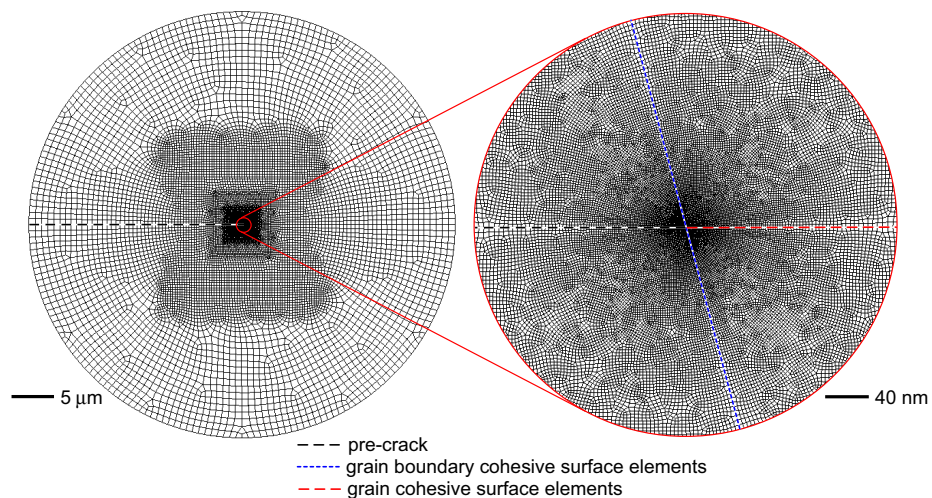 5 μm
40 nm
pre-crack
grain boundary cohesive surface elements
grain cohesive surface elements